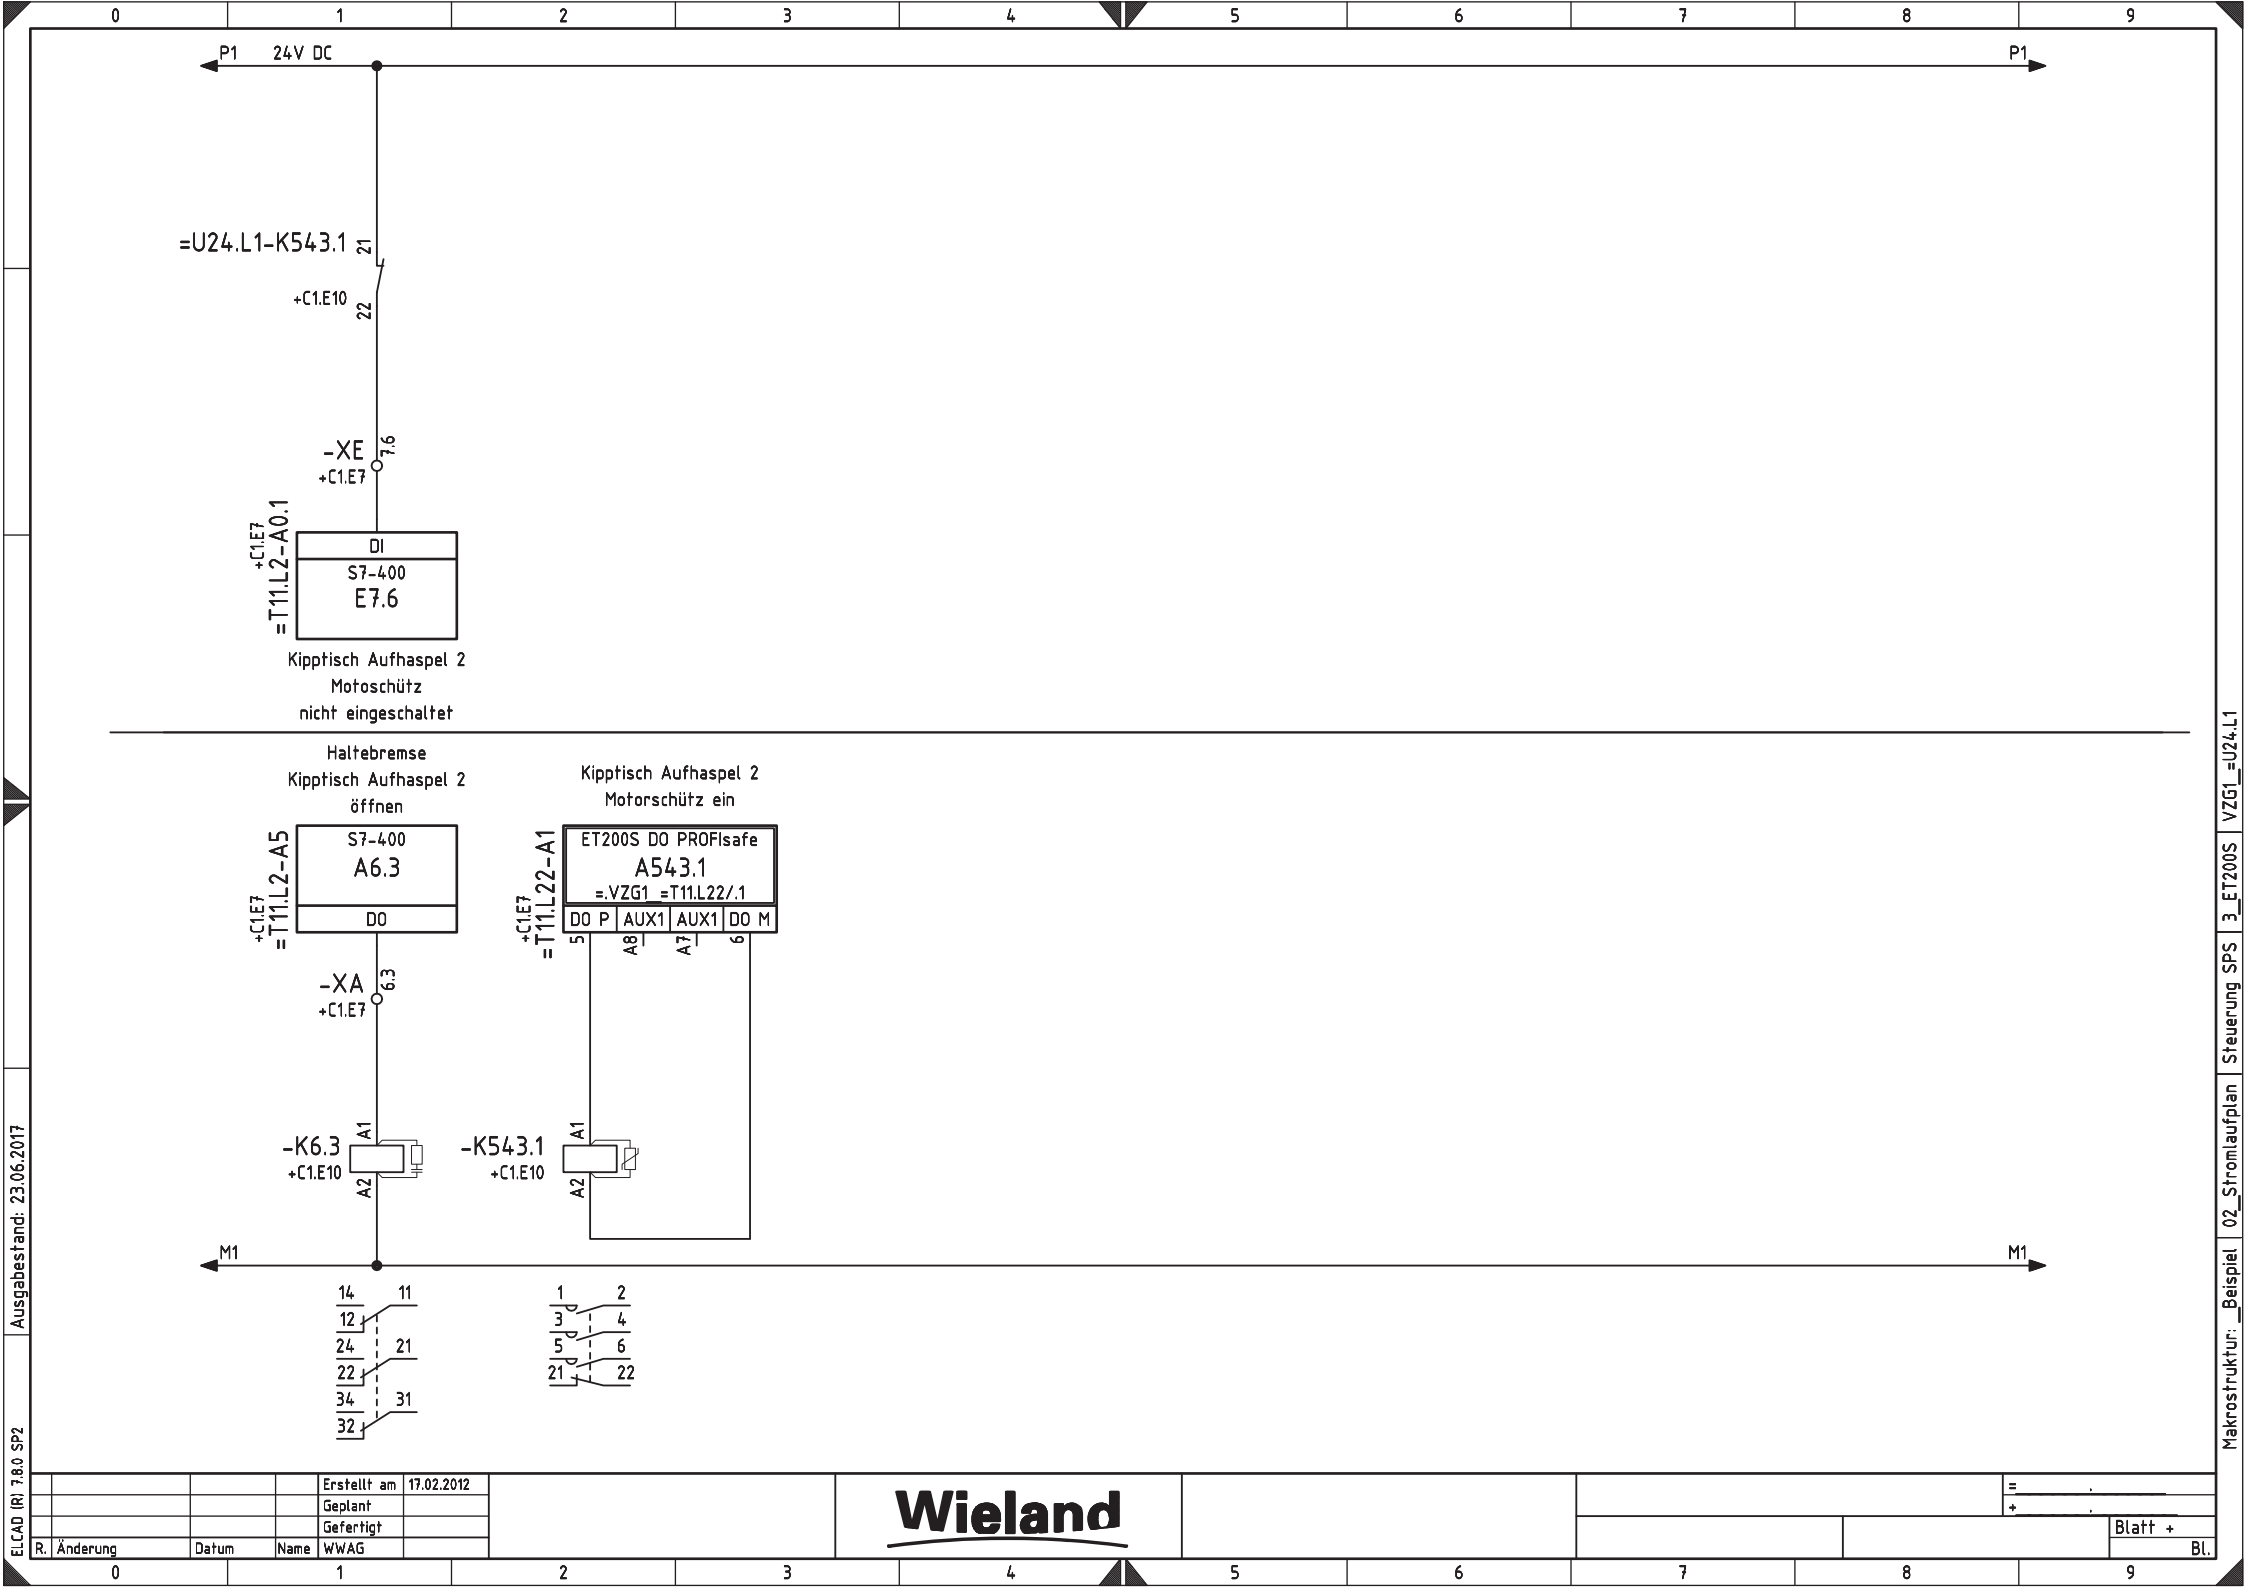 0 1 2 3 4 5 6 7 8 9
P1 24V DC P1
=U24.L1-K543.1 21
+C1.E10 22
-XE 7.6
+C1.E7
+C1.E7
=T11.L2-A0.1
DI
S7-400
E7.6
Kipptisch Aufhaspel 2
Motoschütz
nicht eingeschaltet
Haltebremse
Kipptisch Aufhaspel 2
öffnen
+C1.E7
=T11.L2-A5
S7-400
A6.3
DO
-XA 6.3
+C1.E7
A1
-K6.3
+C1.E10
A2
Kipptisch Aufhaspel 2
Motorschütz ein
+C1.E7
=T11.L22-A1
ET200S DO PROFIsafe
A543.1
=.VZG1_=T11.L22/.1
DO P AUX1 AUX1 DO M
5 A8 A7 6
A1
-K543.1
+C1.E10
A2
M1 M1
14 11
12
24 21
22
34 31
32
1 2
3 4
5 6
21 22
Ausgabestand: 23.06.2017
ELCAD (R) 7.8.0 SP2
Makrostruktur: _Beispiel 02_Stromlaufplan Steuerung SPS 3_ET200S VZG1_=U24.L1
Erstellt am 17.02.2012
Geplant
Gefertigt
R. Änderung Datum Name WWAG
Wieland
= .
+ .
Blatt +
Bl.
0 1 2 3 4 5 6 7 8 9